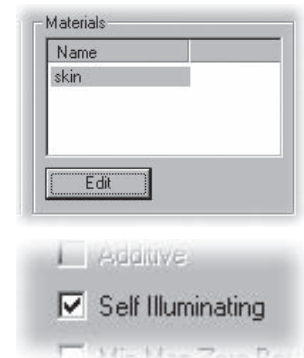 Materials
Name
skin
Edit
Additive
Self Illuminating